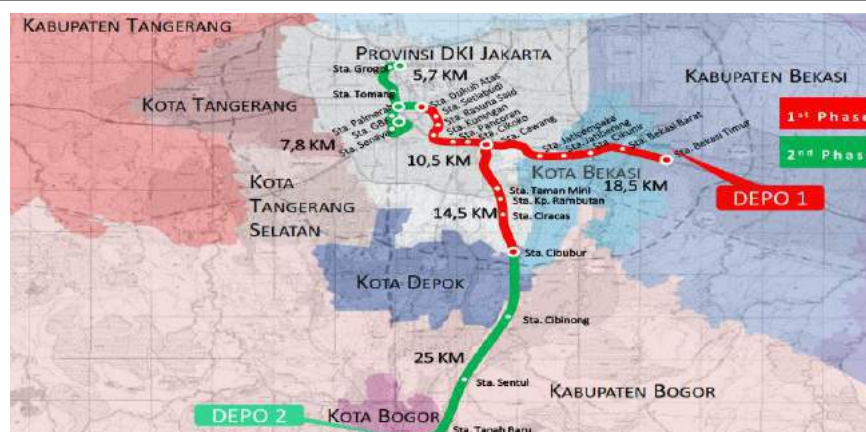 KABUPATEN TANGERANG
PROVINSI DKI JAKARTA
Sta. Grogol
5,7 KM
KABUPATEN BEKASI
Sta. Tomang
KOTA TANGERANG
Sta. Dukuh Atas
Sta. Setiabudi
Sta. Rasuna Said
Sta. Kuningan
Sta. Pancoran
Sta. Cikoko
Sta. Palmerah
Sta. GBK
Sta. Senayan
Sta. Cawang
Sta. Jatibening
Sta. Cikunir
Sta. Bekasi Barat
Sta. Bekasi Timur
1st Phase
2nd Phase
7,8 KM
10,5 KM
KOTA BEKASI
18,5 KM
DEPO 1
KOTA
TANGERANG
SELATAN
Sta. Taman Mini
Sta. Kp. Rambutan
14,5 KM
Sta. Ciracas
Sta. Cibubur
KOTA DEPOK
Sta. Cibinong
25 KM
Sta. Sentul
KABUPATEN BOGOR
DEPO 2
KOTA BOGOR
Sta. Tanah Baru